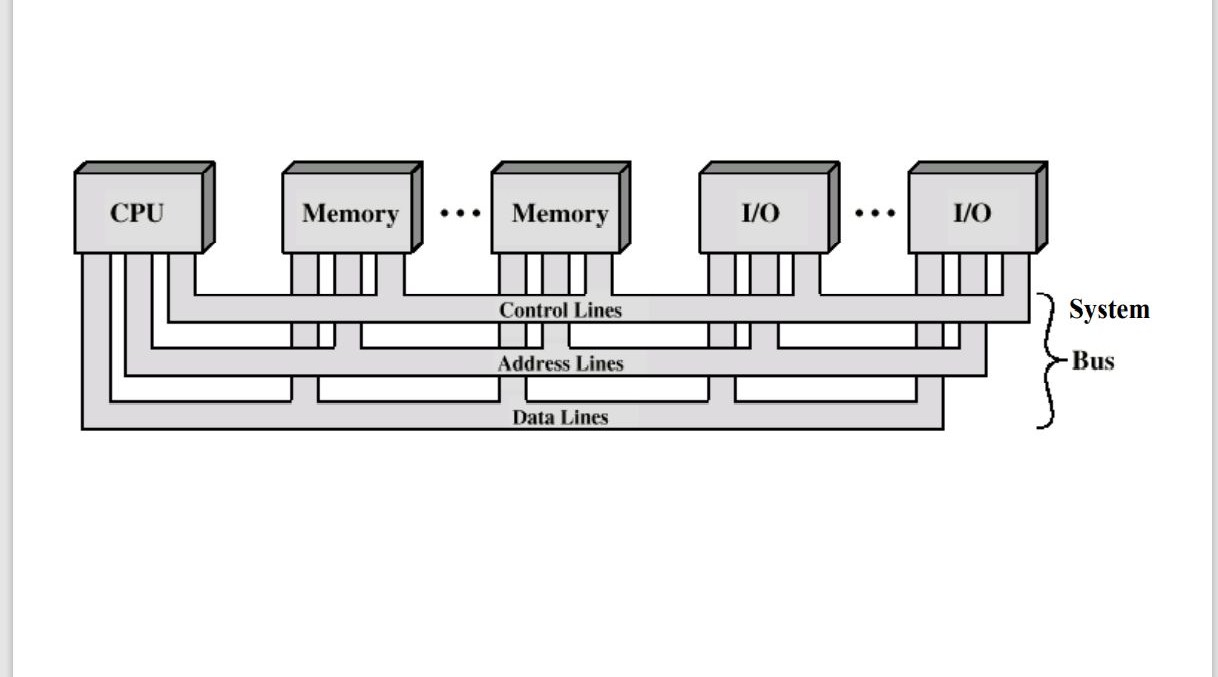 CPU
Memory
• • •
Memory
I/O
• • •
I/O
Control Lines
Address Lines
Data Lines
System
Bus